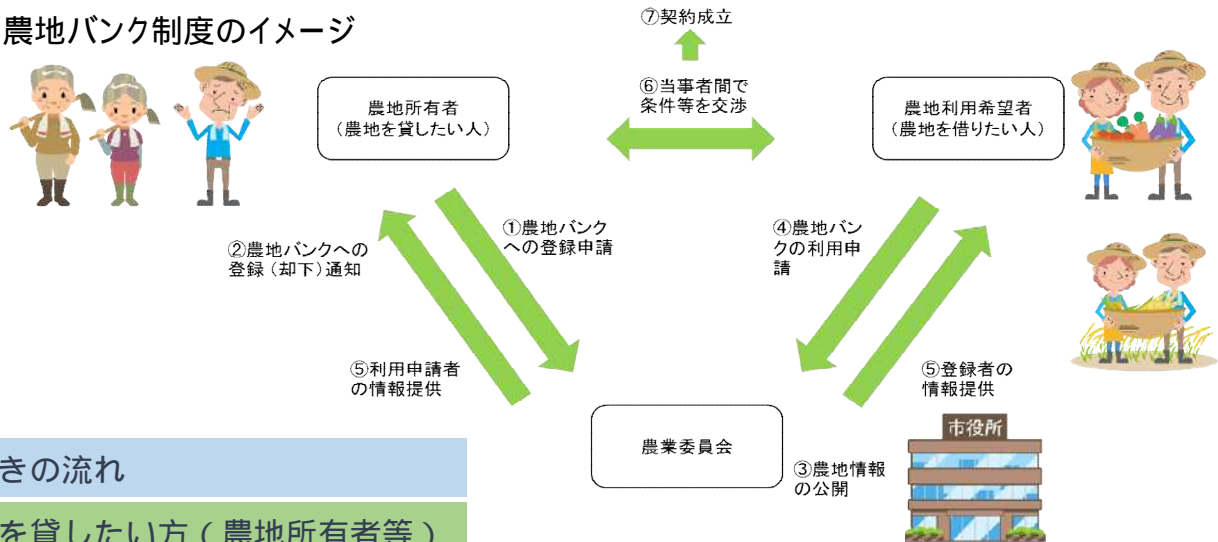 農地バンク制度のイメージ
⑦契約成立
⑥当事者間で
条件等を交渉
農地所有者
（農地を貸したい人）
農地利用希望者
（農地を借りたい人）
①農地バンク
への登録申請
②農地バンクへの
登録（却下）通知
④農地バン
クの利用申
請
⑤利用申請者
の情報提供
⑤登録者の
情報提供
農業委員会
市役所
③農地情報
の公開
きの流れ
を貸したい方（農地所有者等）